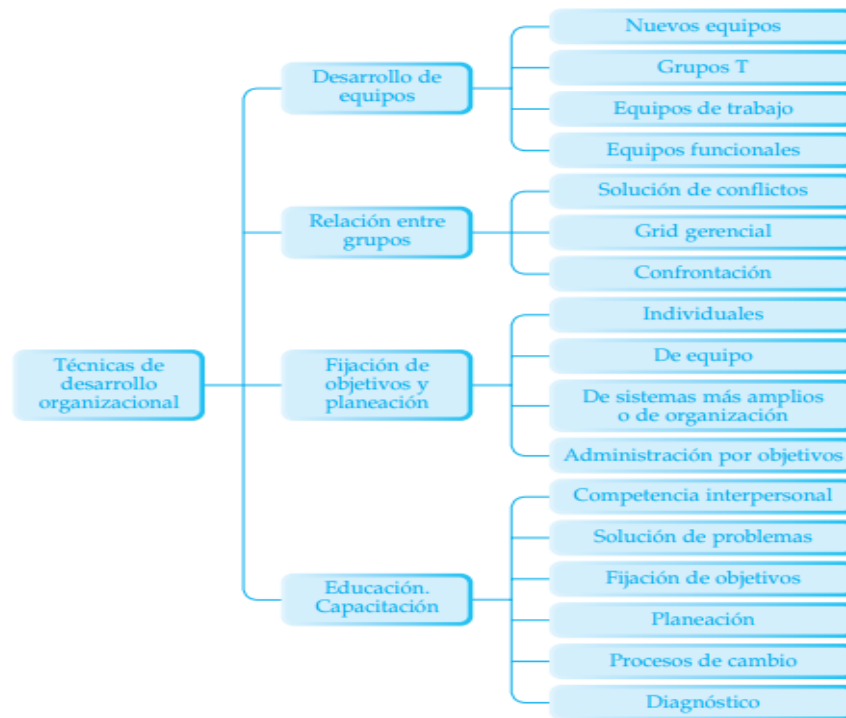 Técnicas de
desarrollo
organizacional
Desarrollo de
equipos
Nuevos equipos
Grupos T
Equipos de trabajo
Equipos funcionales
Relación entre
grupos
Solución de conflictos
Grid gerencial
Confrontación
Fijación de
objetivos y
planeación
Individuales
De equipo
De sistemas más amplios
o de organización
Administración por objetivos
Educación.
Capacitación
Competencia interpersonal
Solución de problemas
Fijación de objetivos
Planeación
Procesos de cambio
Diagnóstico